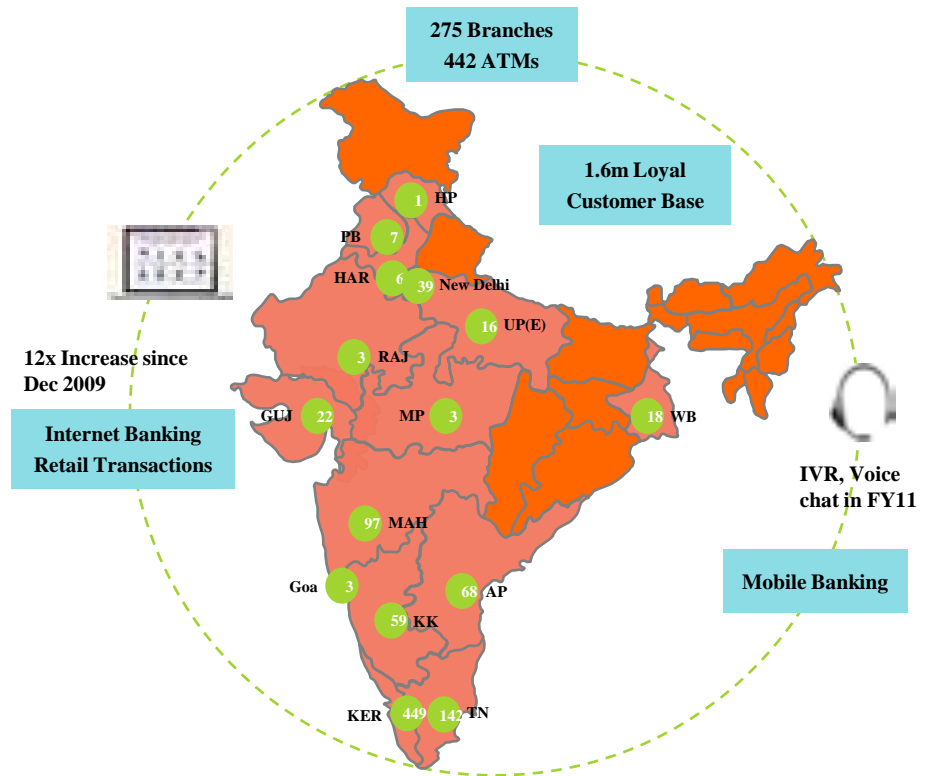 275 Branches
442 ATMs
1.6m Loyal
Customer Base
1 HP
PB 7
HAR 6
39 New Delhi
16 UP(E)
3 RAJ
12x Increase since
Dec 2009
GUJ 22
MP 3
18 WB
Internet Banking
Retail Transactions
IVR, Voice
chat in FY11
97 MAH
Mobile Banking
Goa 3
68 AP
59 KK
KER 449
142 TN